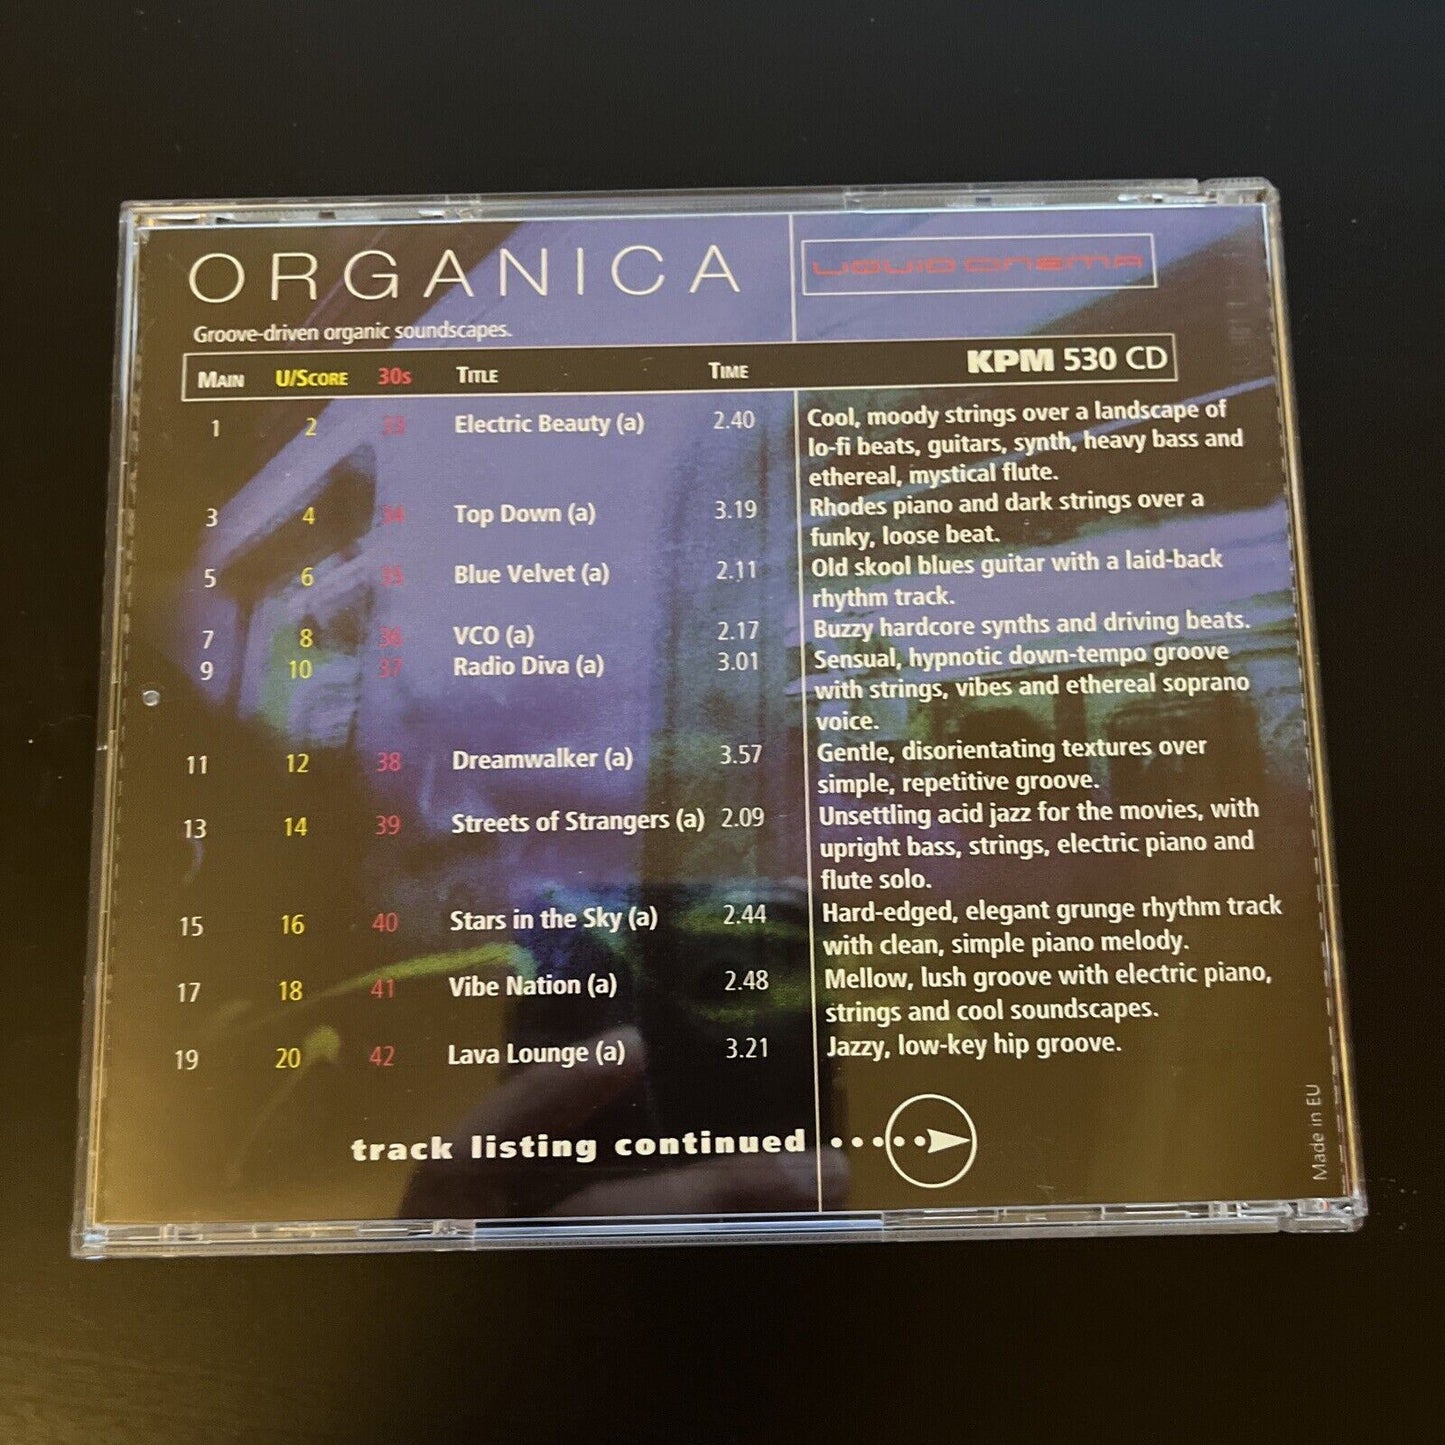 ORGANICA
LIQUID CINEMA
Groove-driven organic soundscapes.
MAIN U/SCORE 30s TITLE TIME KPM 530 CD
1 2 33 Electric Beauty (a) 2.40 Cool, moody strings over a landscape of
lo-fi beats, guitars, synth, heavy bass and
ethereal, mystical flute.
3 4 34 Top Down (a) 3.19 Rhodes piano and dark strings over a
funky, loose beat.
5 6 35 Blue Velvet (a) 2.11 Old skool blues guitar with a laid-back
rhythm track.
7 8 36 VCO (a) 2.17 Buzzy hardcore synths and driving beats.
9 10 37 Radio Diva (a) 3.01 Sensual, hypnotic down-tempo groove
with strings, vibes and ethereal soprano
voice.
11 12 38 Dreamwalker (a) 3.57 Gentle, disorientating textures over
simple, repetitive groove.
13 14 39 Streets of Strangers (a) 2.09 Unsettling acid jazz for the movies, with
upright bass, strings, electric piano and
flute solo.
15 16 40 Stars in the Sky (a) 2.44 Hard-edged, elegant grunge rhythm track
with clean, simple piano melody.
17 18 41 Vibe Nation (a) 2.48 Mellow, lush groove with electric piano,
strings and cool soundscapes.
19 20 42 Lava Lounge (a) 3.21 Jazzy, low-key hip groove.
track listing continued
Made in EU